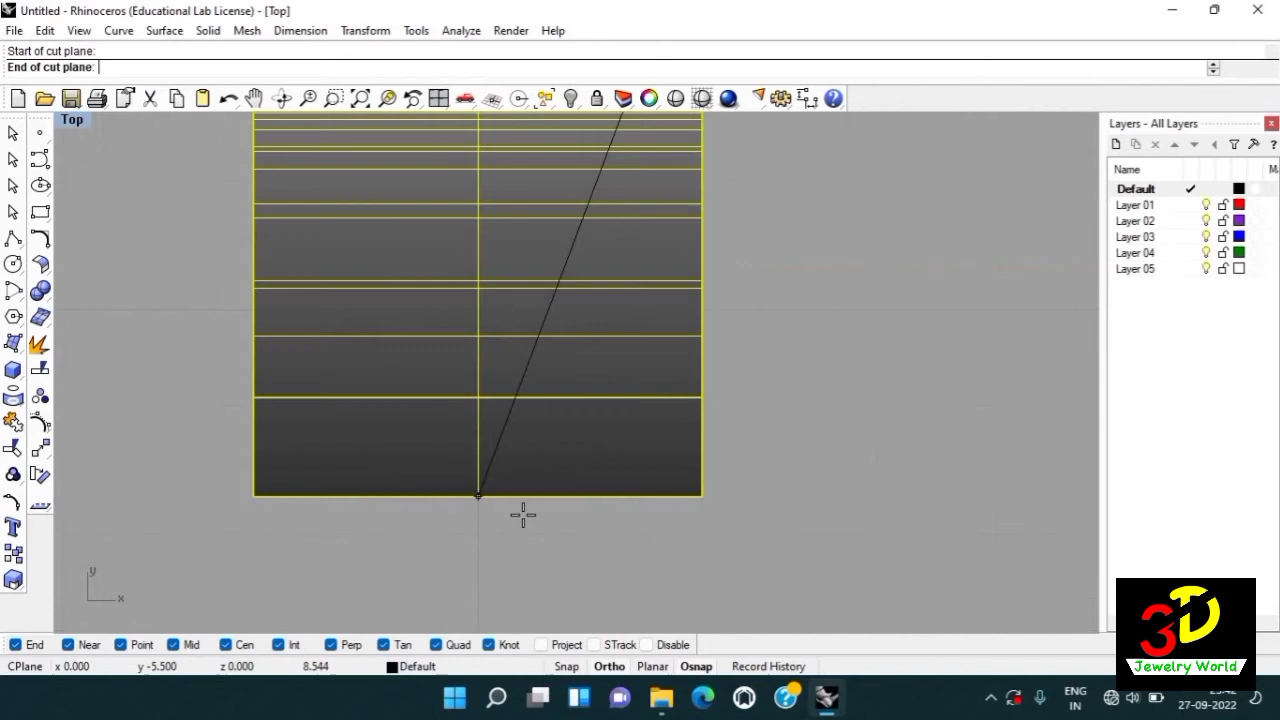 Untitled - Rhinoceros (Educational Lab License) - [Top]
File Edit View Curve Surface Solid Mesh Dimension Transform Tools Analyze Render Help
Start of cut plane:
End of cut plane:
Top
Layers - All Layers
Name
Default
Layer 01
Layer 02
Layer 03
Layer 04
Layer 05
y
x
3D
Jewelry World
End Near Point Mid Cen Int Perp Tan Quad Knot Project STrack Disable
CPlane x 0.000 y -5.500 z 0.000 8.544 Default Snap Ortho Planar Osnap Record History
ENG
IN
27-09-2022